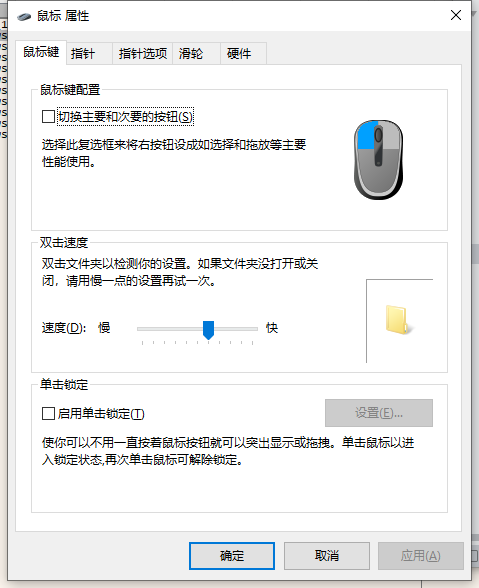 鼠标 属性
鼠标键
指针
指针选项
滑轮
硬件
鼠标键配置
切换主要和次要的按钮(S)
选择此复选框来将右按钮设成如选择和拖放等主要
性能使用。
双击速度
双击文件夹以检测你的设置。如果文件夹没打开或关
闭，请用慢一点的设置再试一次。
速度(D):
慢
快
单击锁定
启用单击锁定(T)
设置(E)...
使你可以不用一直按着鼠标按钮就可以突出显示或拖拽。单击鼠标以进
入锁定状态,再次单击鼠标可解除锁定。
确定
取消
应用(A)